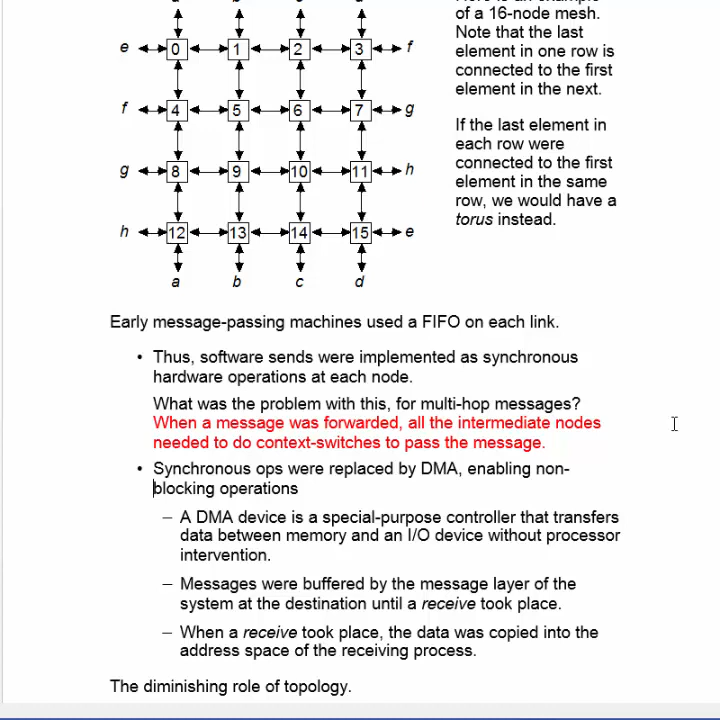 of a 16-node mesh.
Note that the last
element in one row is
connected to the first
element in the next.
If the last element in
each row were
connected to the first
element in the same
row, we would have a
torus instead.
e 0 1 2 3 f
f 4 5 6 7 g
g 8 9 10 11 h
h 12 13 14 15 e
a b c d
Early message-passing machines used a FIFO on each link.
• Thus, software sends were implemented as synchronous
hardware operations at each node.
What was the problem with this, for multi-hop messages?
When a message was forwarded, all the intermediate nodes
needed to do context-switches to pass the message.
• Synchronous ops were replaced by DMA, enabling non-
blocking operations
– A DMA device is a special-purpose controller that transfers
data between memory and an I/O device without processor
intervention.
– Messages were buffered by the message layer of the
system at the destination until a receive took place.
– When a receive took place, the data was copied into the
address space of the receiving process.
The diminishing role of topology.